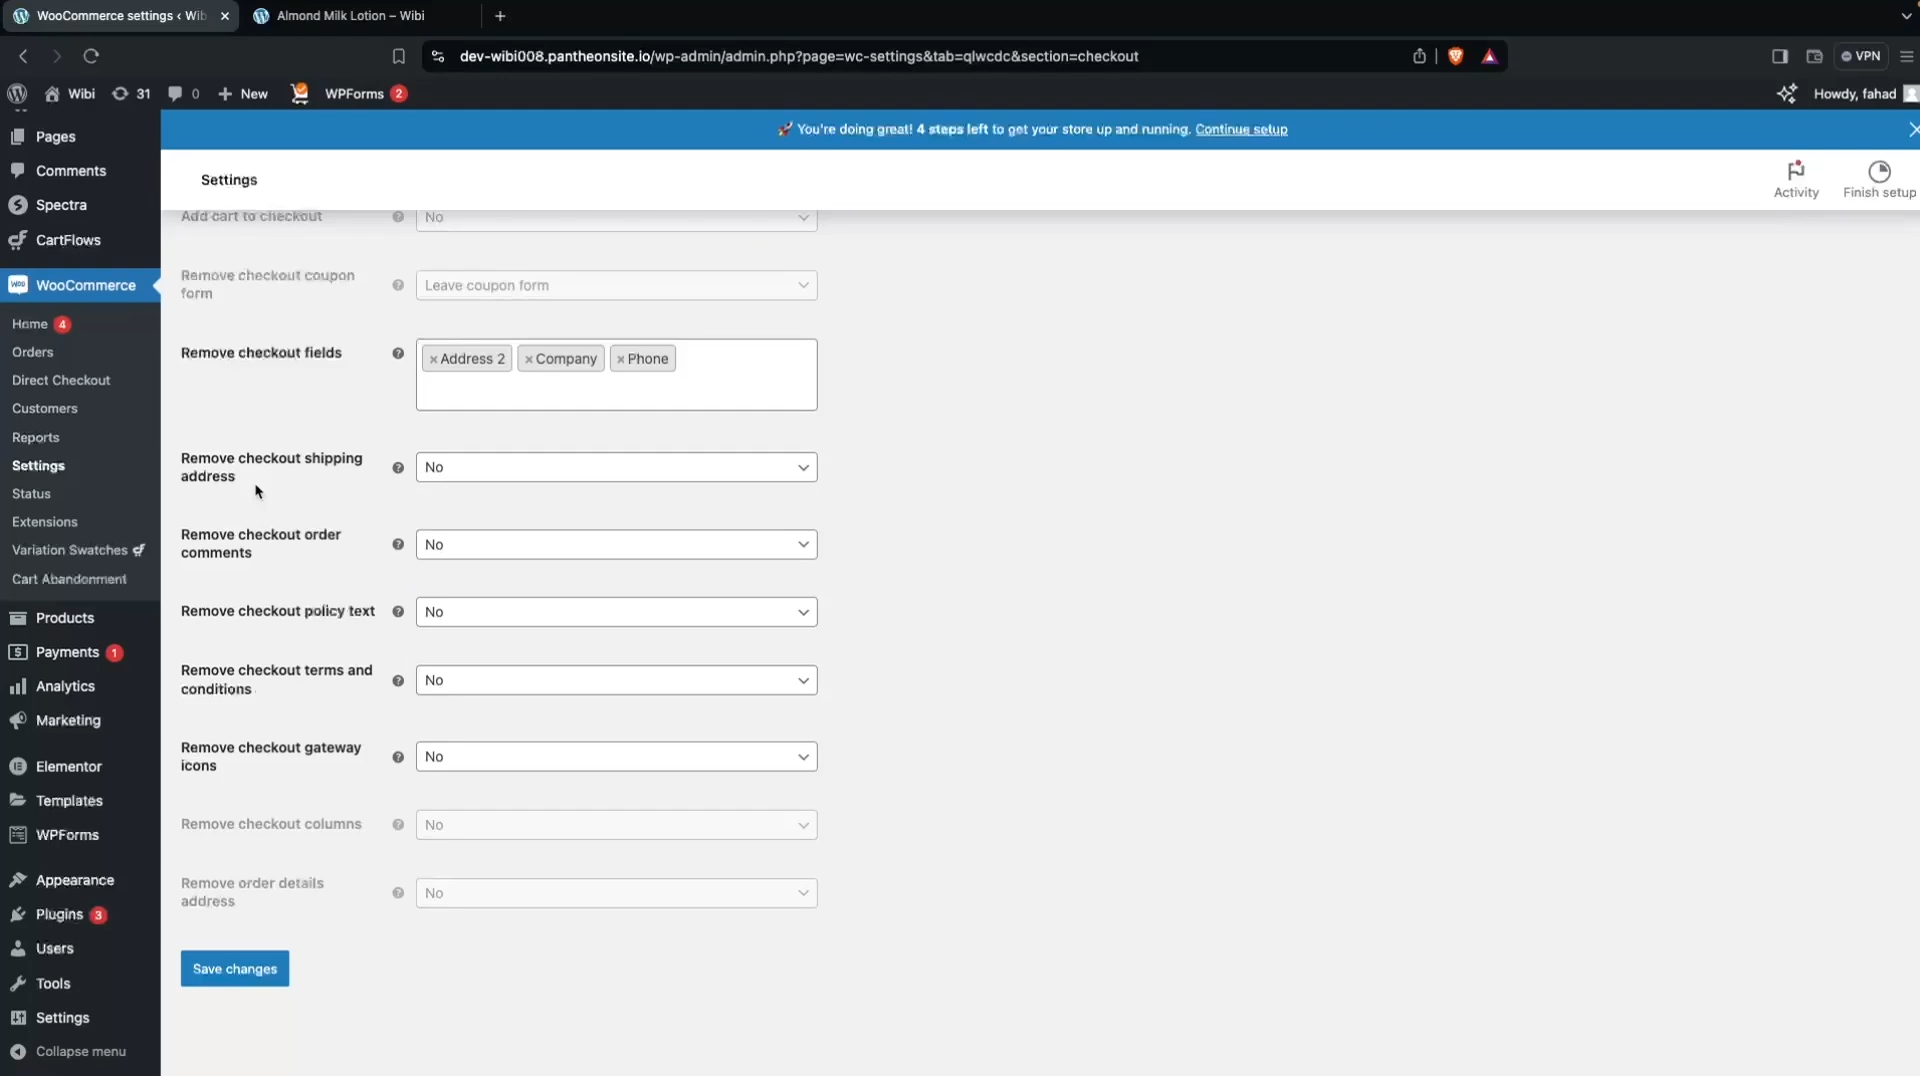 WooCommerce settings ‹ Wib
Almond Milk Lotion – Wibi
dev-wibi008.pantheonsite.io/wp-admin/admin.php?page=wc-settings&tab=qlwcdc&section=checkout
VPN
Wibi
31
0
New
WPForms 2
Howdy, fahad
🚀 You're doing great! 4 steps left to get your store up and running. Continue setup
Settings
Activity
Finish setup
Pages
Comments
Spectra
CartFlows
WooCommerce
Home 4
Orders
Direct Checkout
Customers
Reports
Settings
Status
Extensions
Variation Swatches
Cart Abandonment
Products
Payments 1
Analytics
Marketing
Elementor
Templates
WPForms
Appearance
Plugins 3
Users
Tools
Settings
Collapse menu
Add cart to checkout
No
Remove checkout coupon
form
Leave coupon form
Remove checkout fields
× Address 2 × Company × Phone
Remove checkout shipping
address
No
Remove checkout order
comments
No
Remove checkout policy text
No
Remove checkout terms and
conditions
No
Remove checkout gateway
icons
No
Remove checkout columns
No
Remove order details
address
No
Save changes